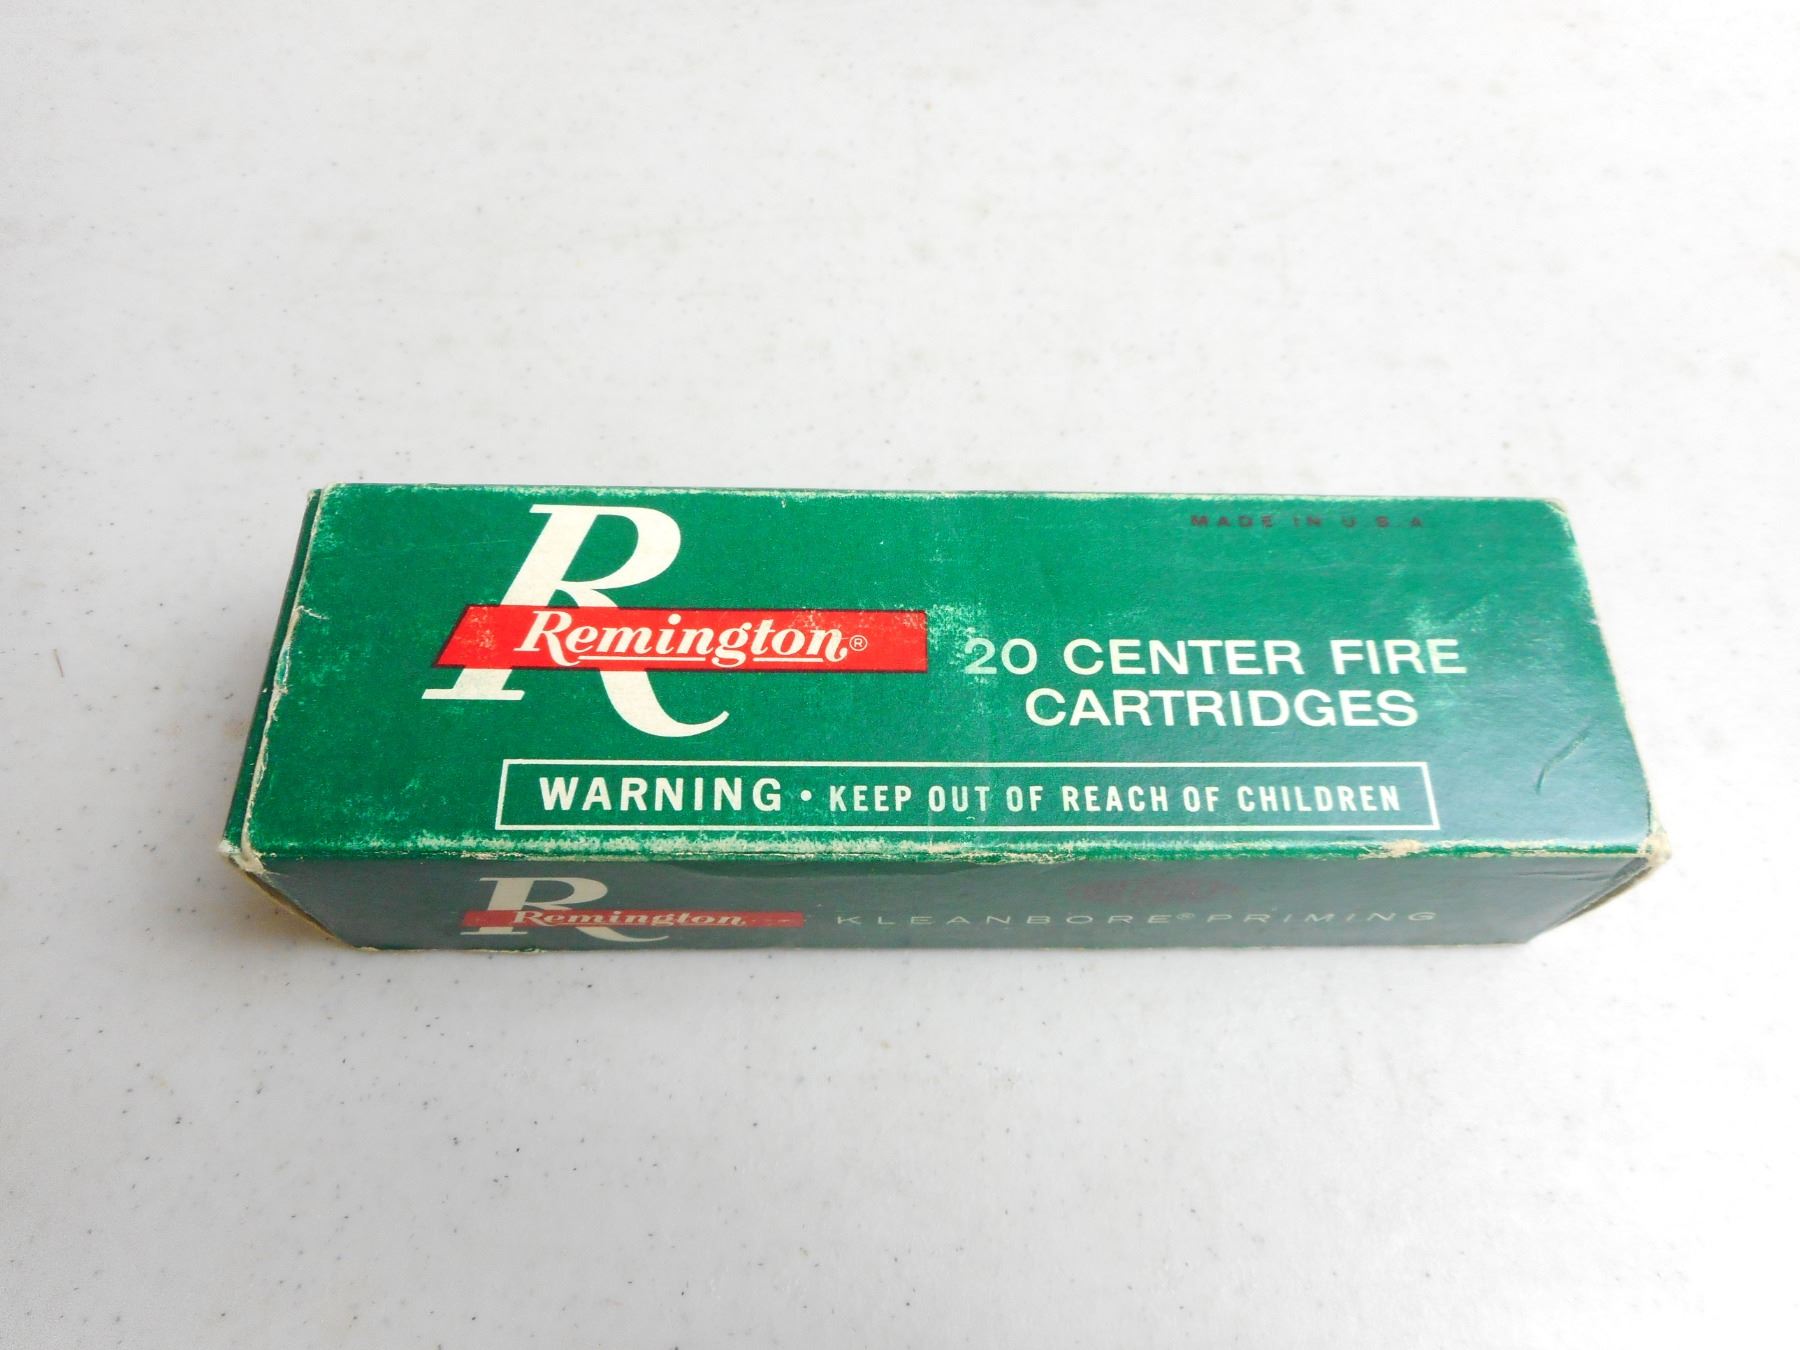 MADE IN U.S.A
R
Remington®
20 CENTER FIRE
CARTRIDGES
WARNING • KEEP OUT OF REACH OF CHILDREN
R
Remington
KLEANBORE® PRIMING